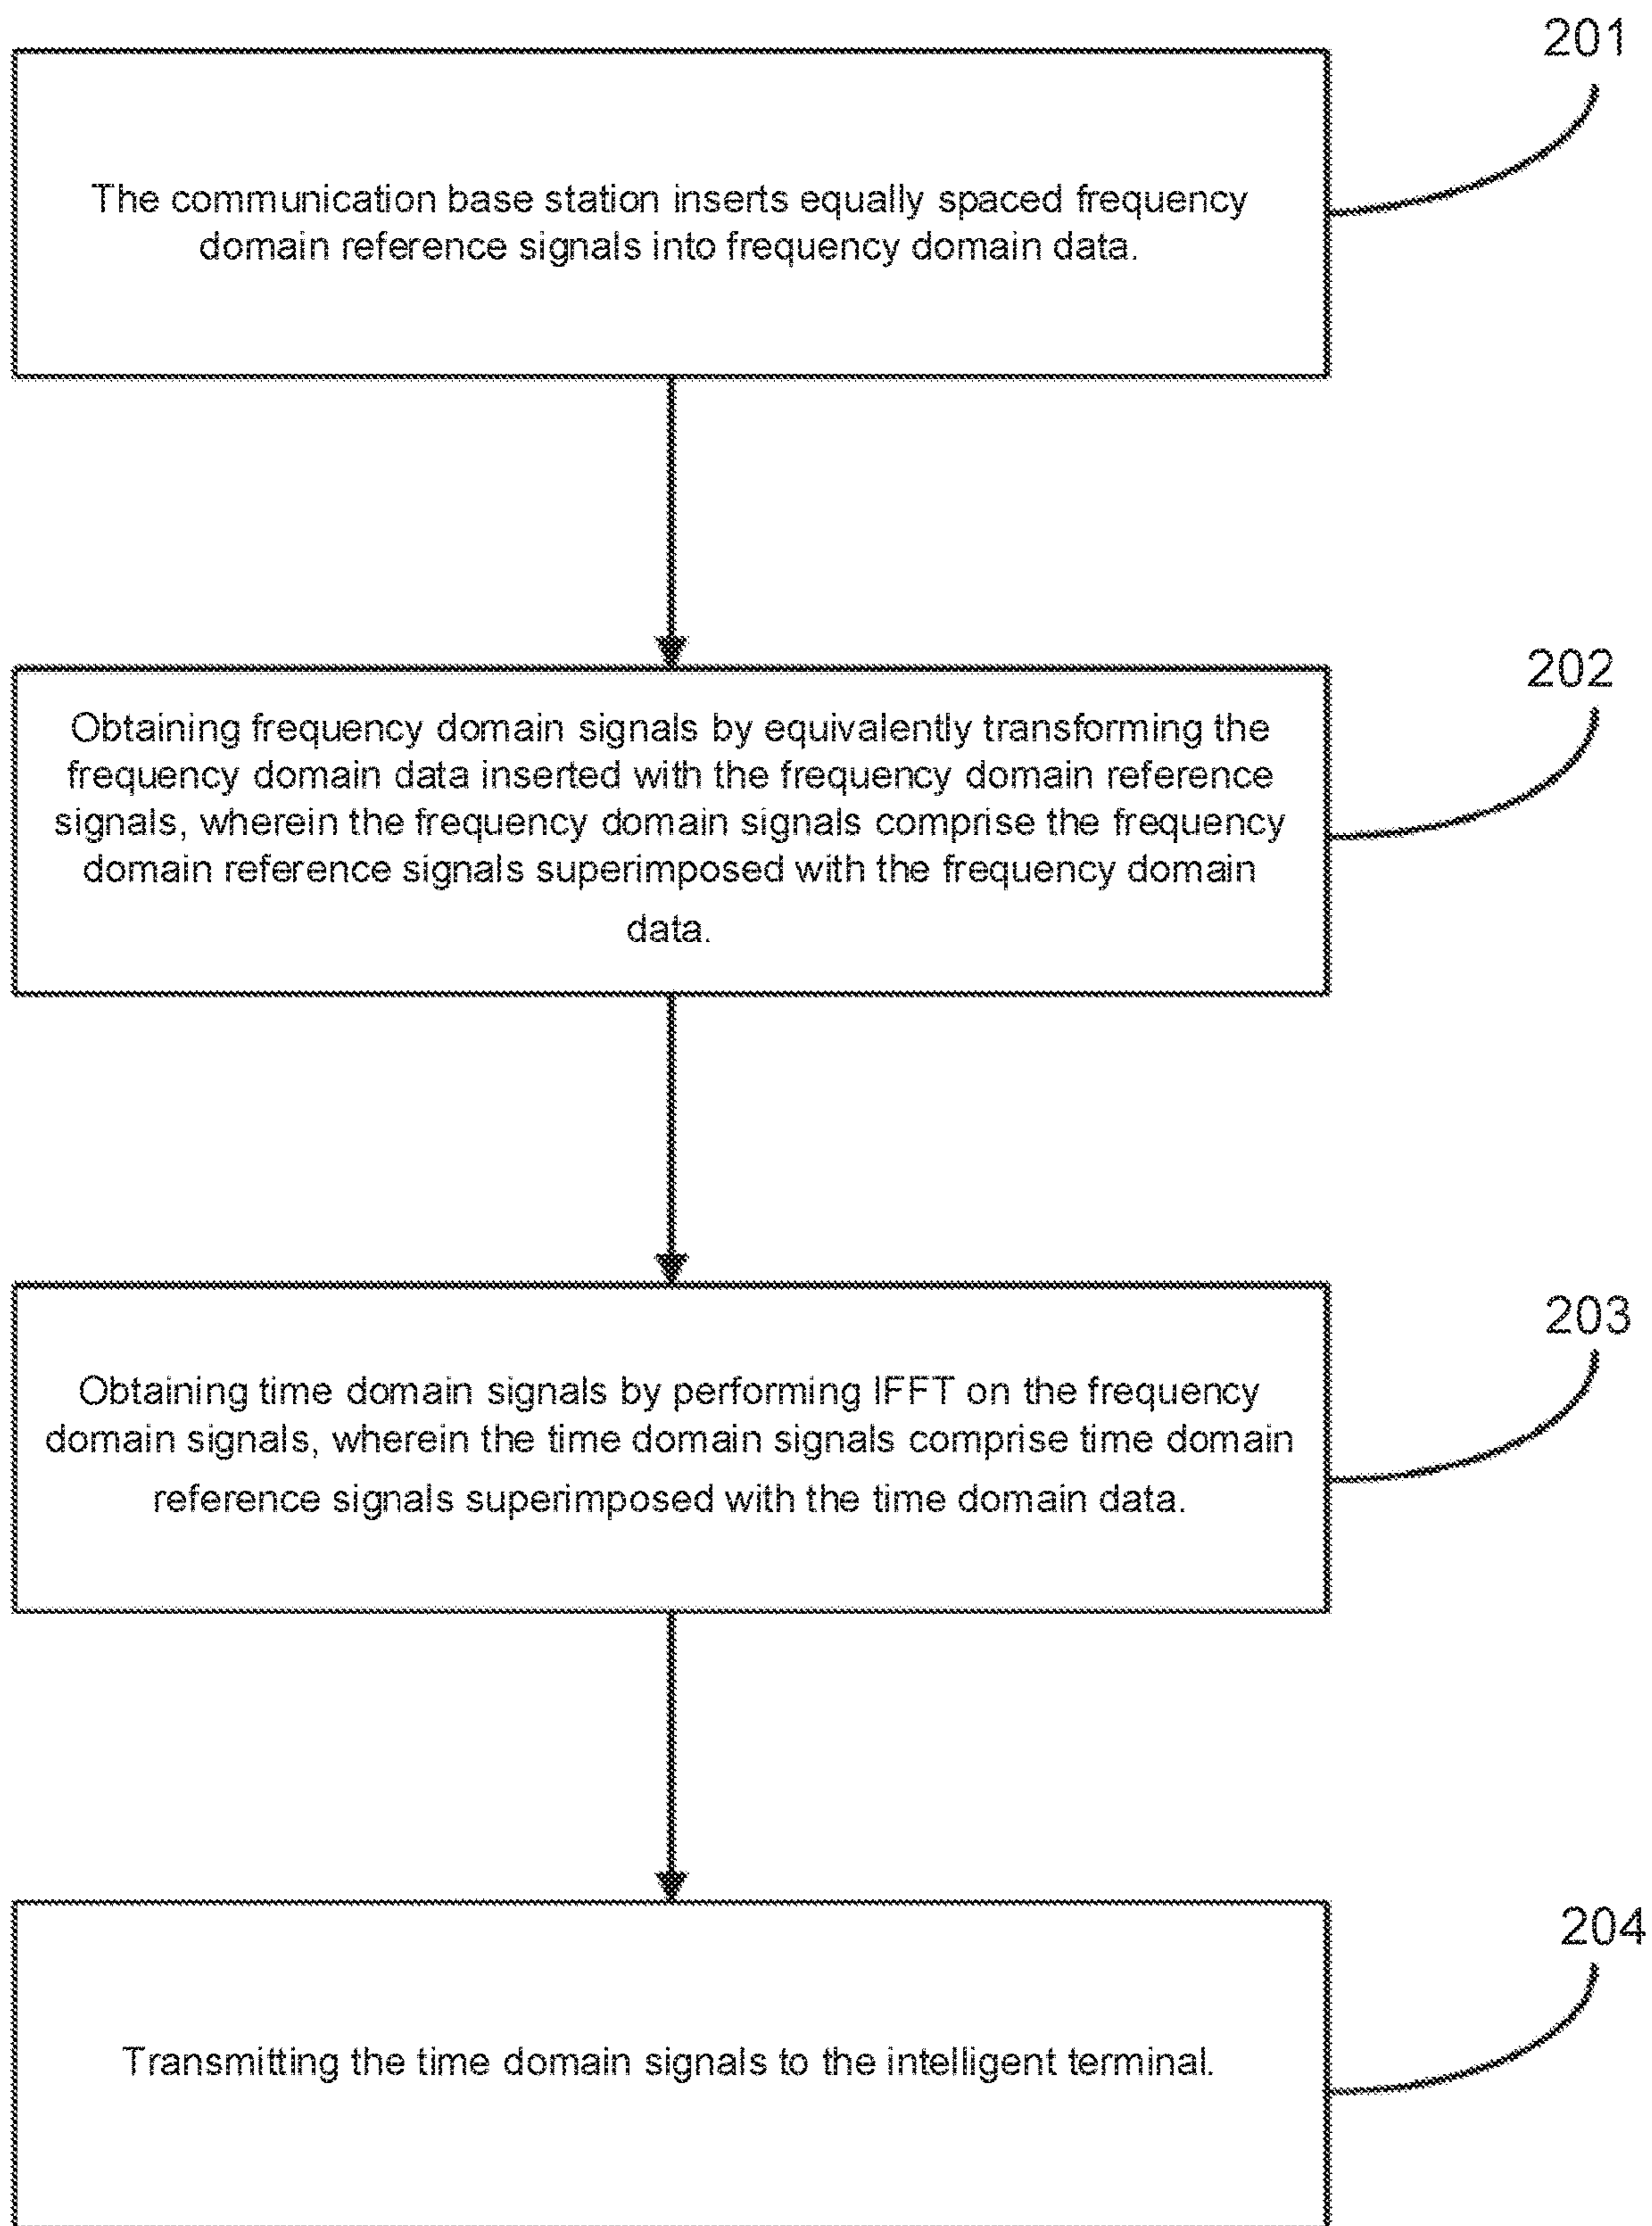 201
The communication base station inserts equally spaced frequency
domain reference signals into frequency domain data.
202
Obtaining frequency domain signals by equivalently transforming the
frequency domain data inserted with the frequency domain reference
signals, wherein the frequency domain signals comprise the frequency
domain reference signals superimposed with the frequency domain
data.
203
Obtaining time domain signals by performing IFFT on the frequency
domain signals, wherein the time domain signals comprise time domain
reference signals superimposed with the time domain data.
204
Transmitting the time domain signals to the intelligent terminal.